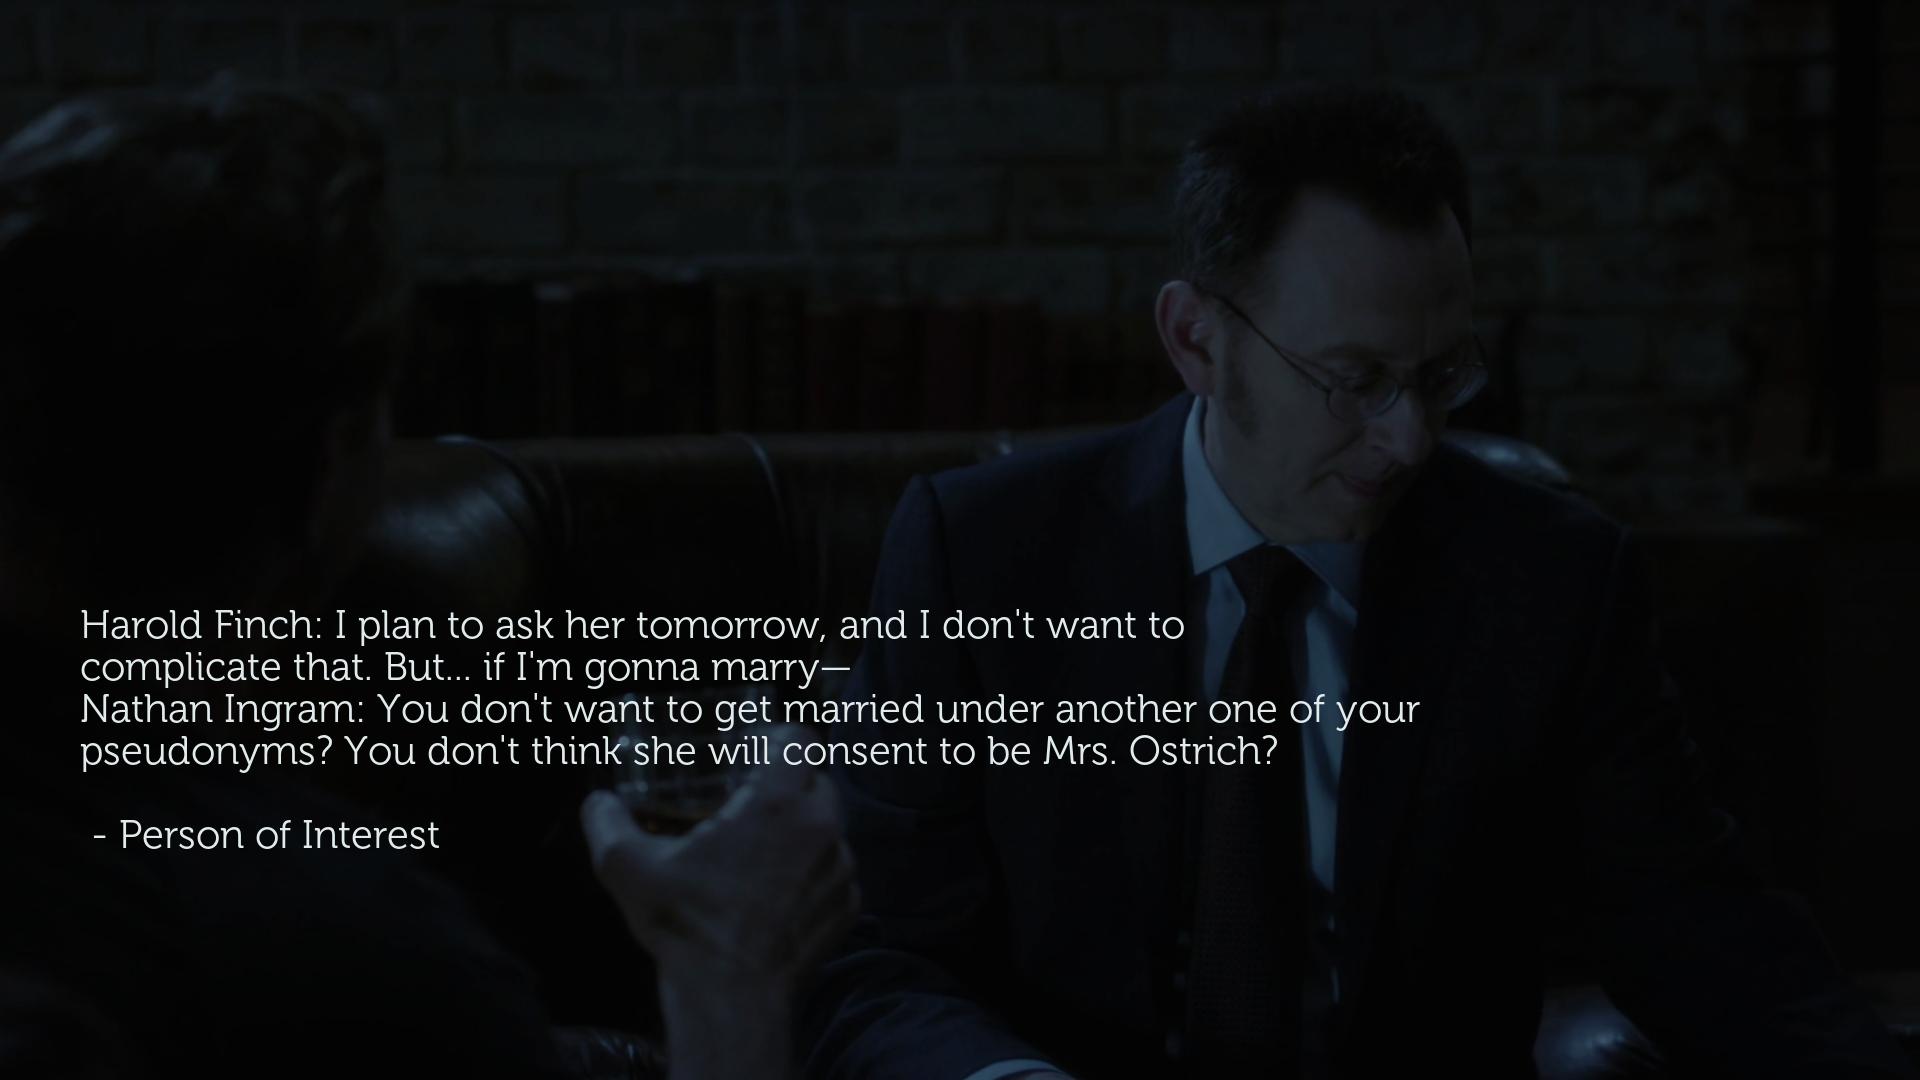 Harold Finch: I plan to ask her tomorrow, and I don't want to
complicate that. But... if I'm gonna marry—
Nathan Ingram: You don't want to get married under another one of your
pseudonyms? You don't think she will consent to be Mrs. Ostrich?
- Person of Interest